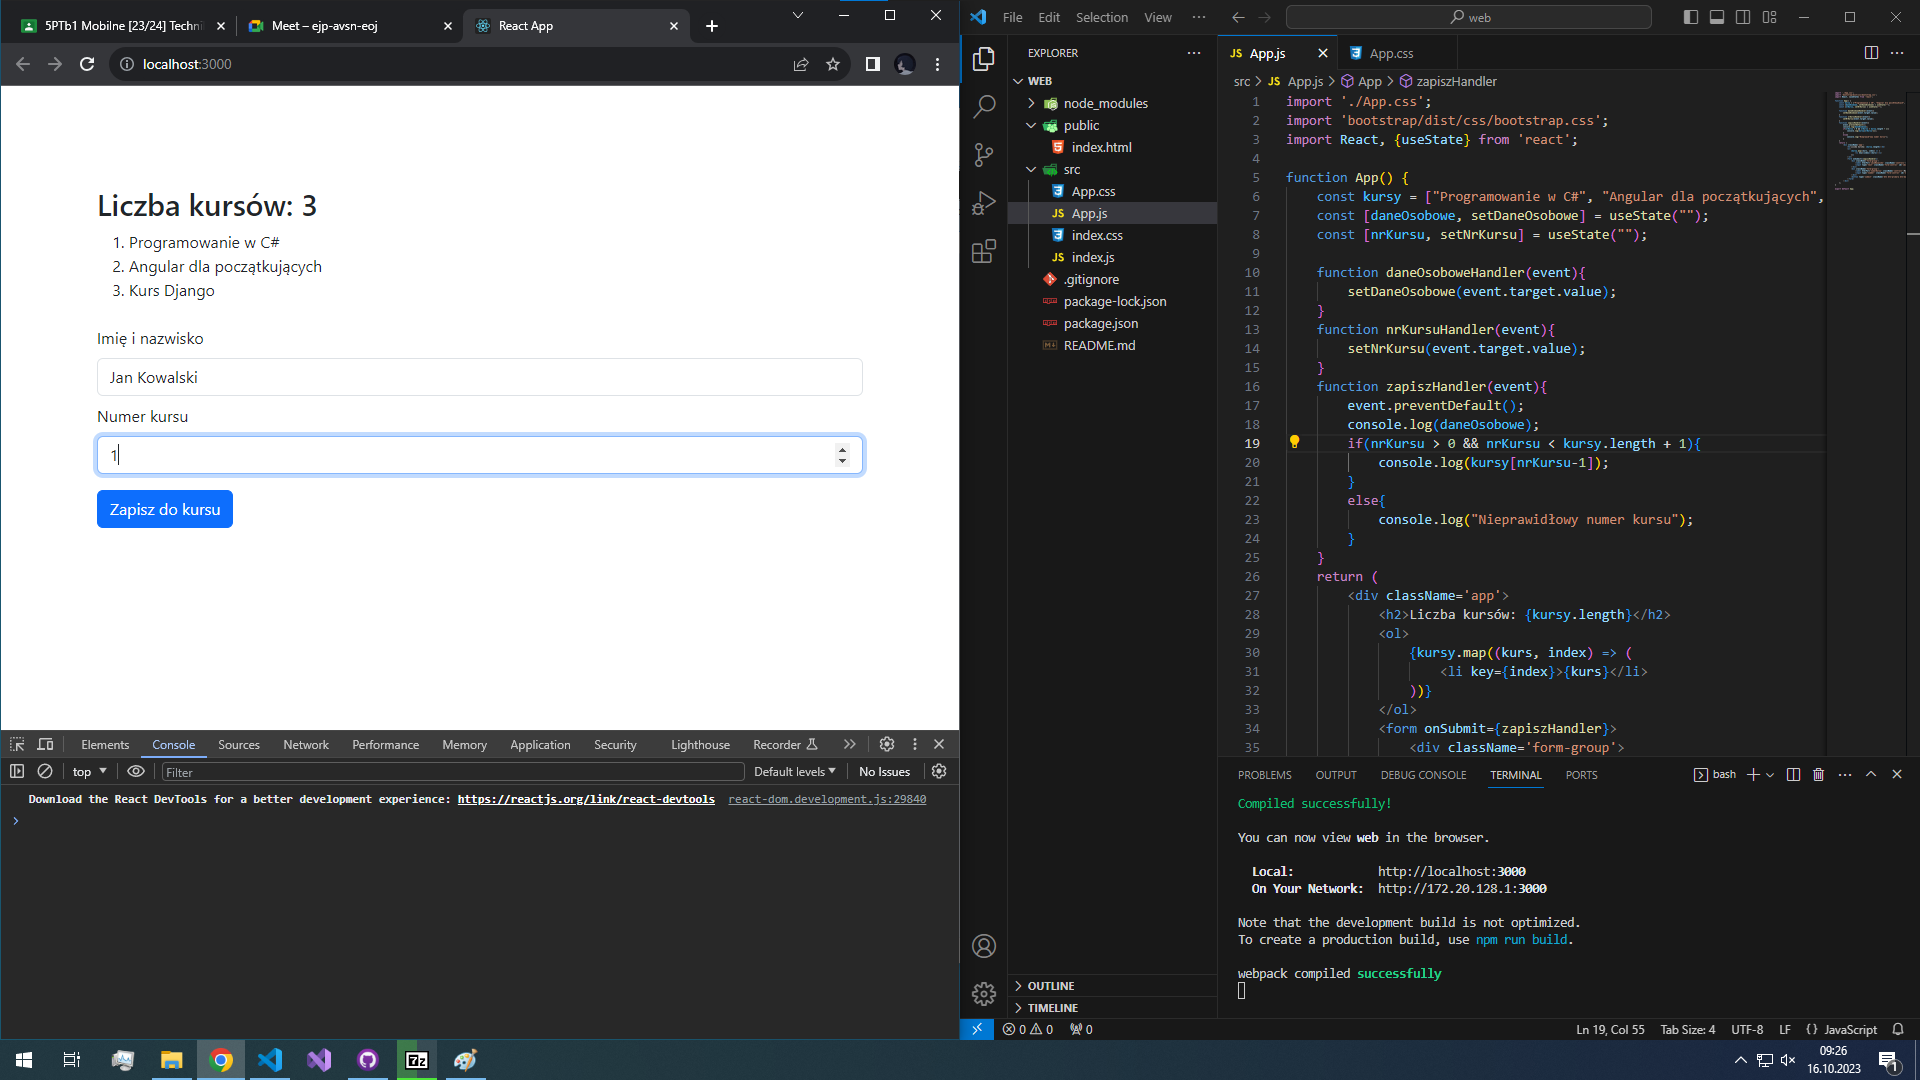 5PTb1 Mobilne [23/24] Techni
Meet – ejp-avsn-eoj
React App
localhost:3000
Liczba kursów: 3
1. Programowanie w C#
2. Angular dla początkujących
3. Kurs Django
Imię i nazwisko
Jan Kowalski
Numer kursu
1
Zapisz do kursu
Elements Console Sources Network Performance Memory Application Security Lighthouse Recorder
top Filter Default levels No Issues
Download the React DevTools for a better development experience: https://reactjs.org/link/react-devtools react-dom.development.js:29840
File Edit Selection View ··· web
EXPLORER
WEB
node_modules
public
index.html
src
App.css
App.js
index.css
index.js
.gitignore
package-lock.json
package.json
README.md
OUTLINE
TIMELINE
JS App.js App.css
src > JS App.js > App > zapiszHandler
1 import './App.css';
2 import 'bootstrap/dist/css/bootstrap.css';
3 import React, {useState} from 'react';
4
5 function App() {
6 const kursy = ["Programowanie w C#", "Angular dla początkujących",
7 const [daneOsobowe, setDaneOsobowe] = useState("");
8 const [nrKursu, setNrKursu] = useState("");
9
10 function daneOsoboweHandler(event){
11 setDaneOsobowe(event.target.value);
12 }
13 function nrKursuHandler(event){
14 setNrKursu(event.target.value);
15 }
16 function zapiszHandler(event){
17 event.preventDefault();
18 console.log(daneOsobowe);
19 if(nrKursu > 0 && nrKursu < kursy.length + 1){
20 console.log(kursy[nrKursu-1]);
21 }
22 else{
23 console.log("Nieprawidłowy numer kursu");
24 }
25 }
26 return (
27 <div className='app'>
28 <h2>Liczba kursów: {kursy.length}</h2>
29 <ol>
30 {kursy.map((kurs, index) => (
31 <li key={index}>{kurs}</li>
32 ))}
33 </ol>
34 <form onSubmit={zapiszHandler}>
35 <div className='form-group'>
PROBLEMS OUTPUT DEBUG CONSOLE TERMINAL PORTS bash
Compiled successfully!
You can now view web in the browser.
Local: http://localhost:3000
On Your Network: http://172.20.128.1:3000
Note that the development build is not optimized.
To create a production build, use npm run build.
webpack compiled successfully
0 0 0 Ln 19, Col 55 Tab Size: 4 UTF-8 LF {} JavaScript
7z
09:26
16.10.2023
1